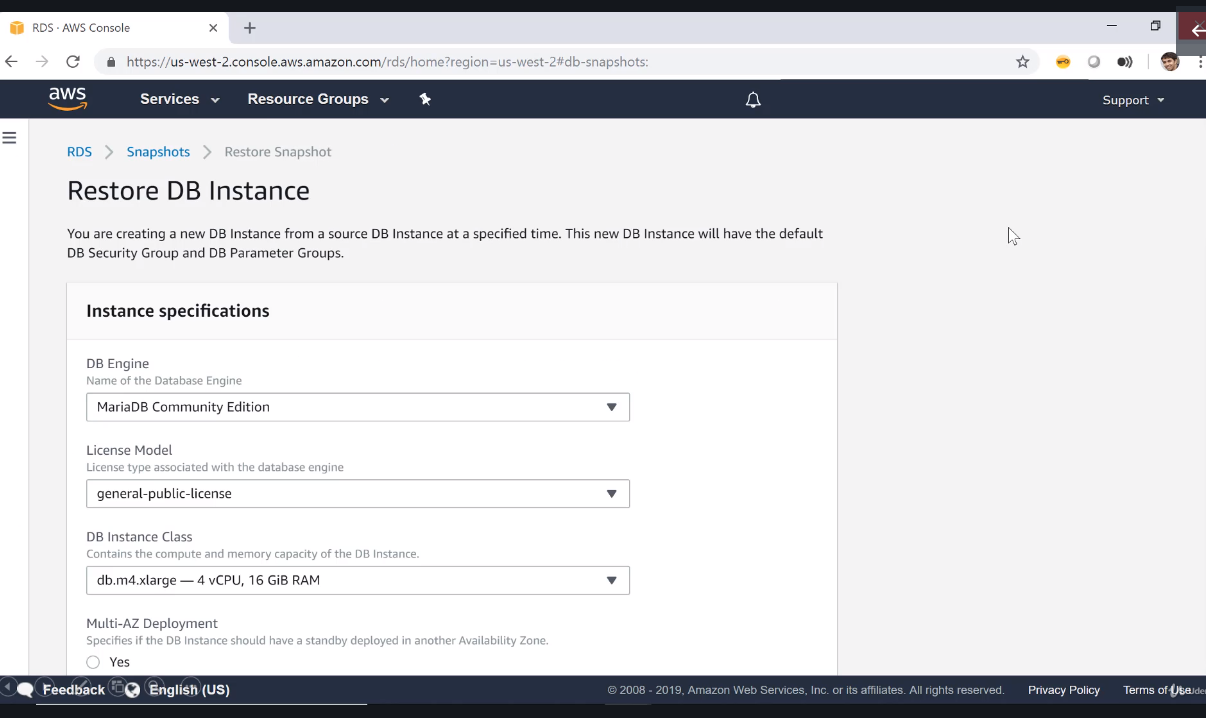 RDS · AWS Console
https://us-west-2.console.aws.amazon.com/rds/home?region=us-west-2#db-snapshots:
aws
Services
Resource Groups
Support
RDS
Snapshots
Restore Snapshot
Restore DB Instance
You are creating a new DB Instance from a source DB Instance at a specified time. This new DB Instance will have the default
DB Security Group and DB Parameter Groups.
Instance specifications
DB Engine
Name of the Database Engine
MariaDB Community Edition
License Model
License type associated with the database engine
general-public-license
DB Instance Class
Contains the compute and memory capacity of the DB Instance.
db.m4.xlarge — 4 vCPU, 16 GiB RAM
Multi-AZ Deployment
Specifies if the DB Instance should have a standby deployed in another Availability Zone.
Yes
Feedback
English (US)
© 2008 - 2019, Amazon Web Services, Inc. or its affiliates. All rights reserved.
Privacy Policy
Terms of Use